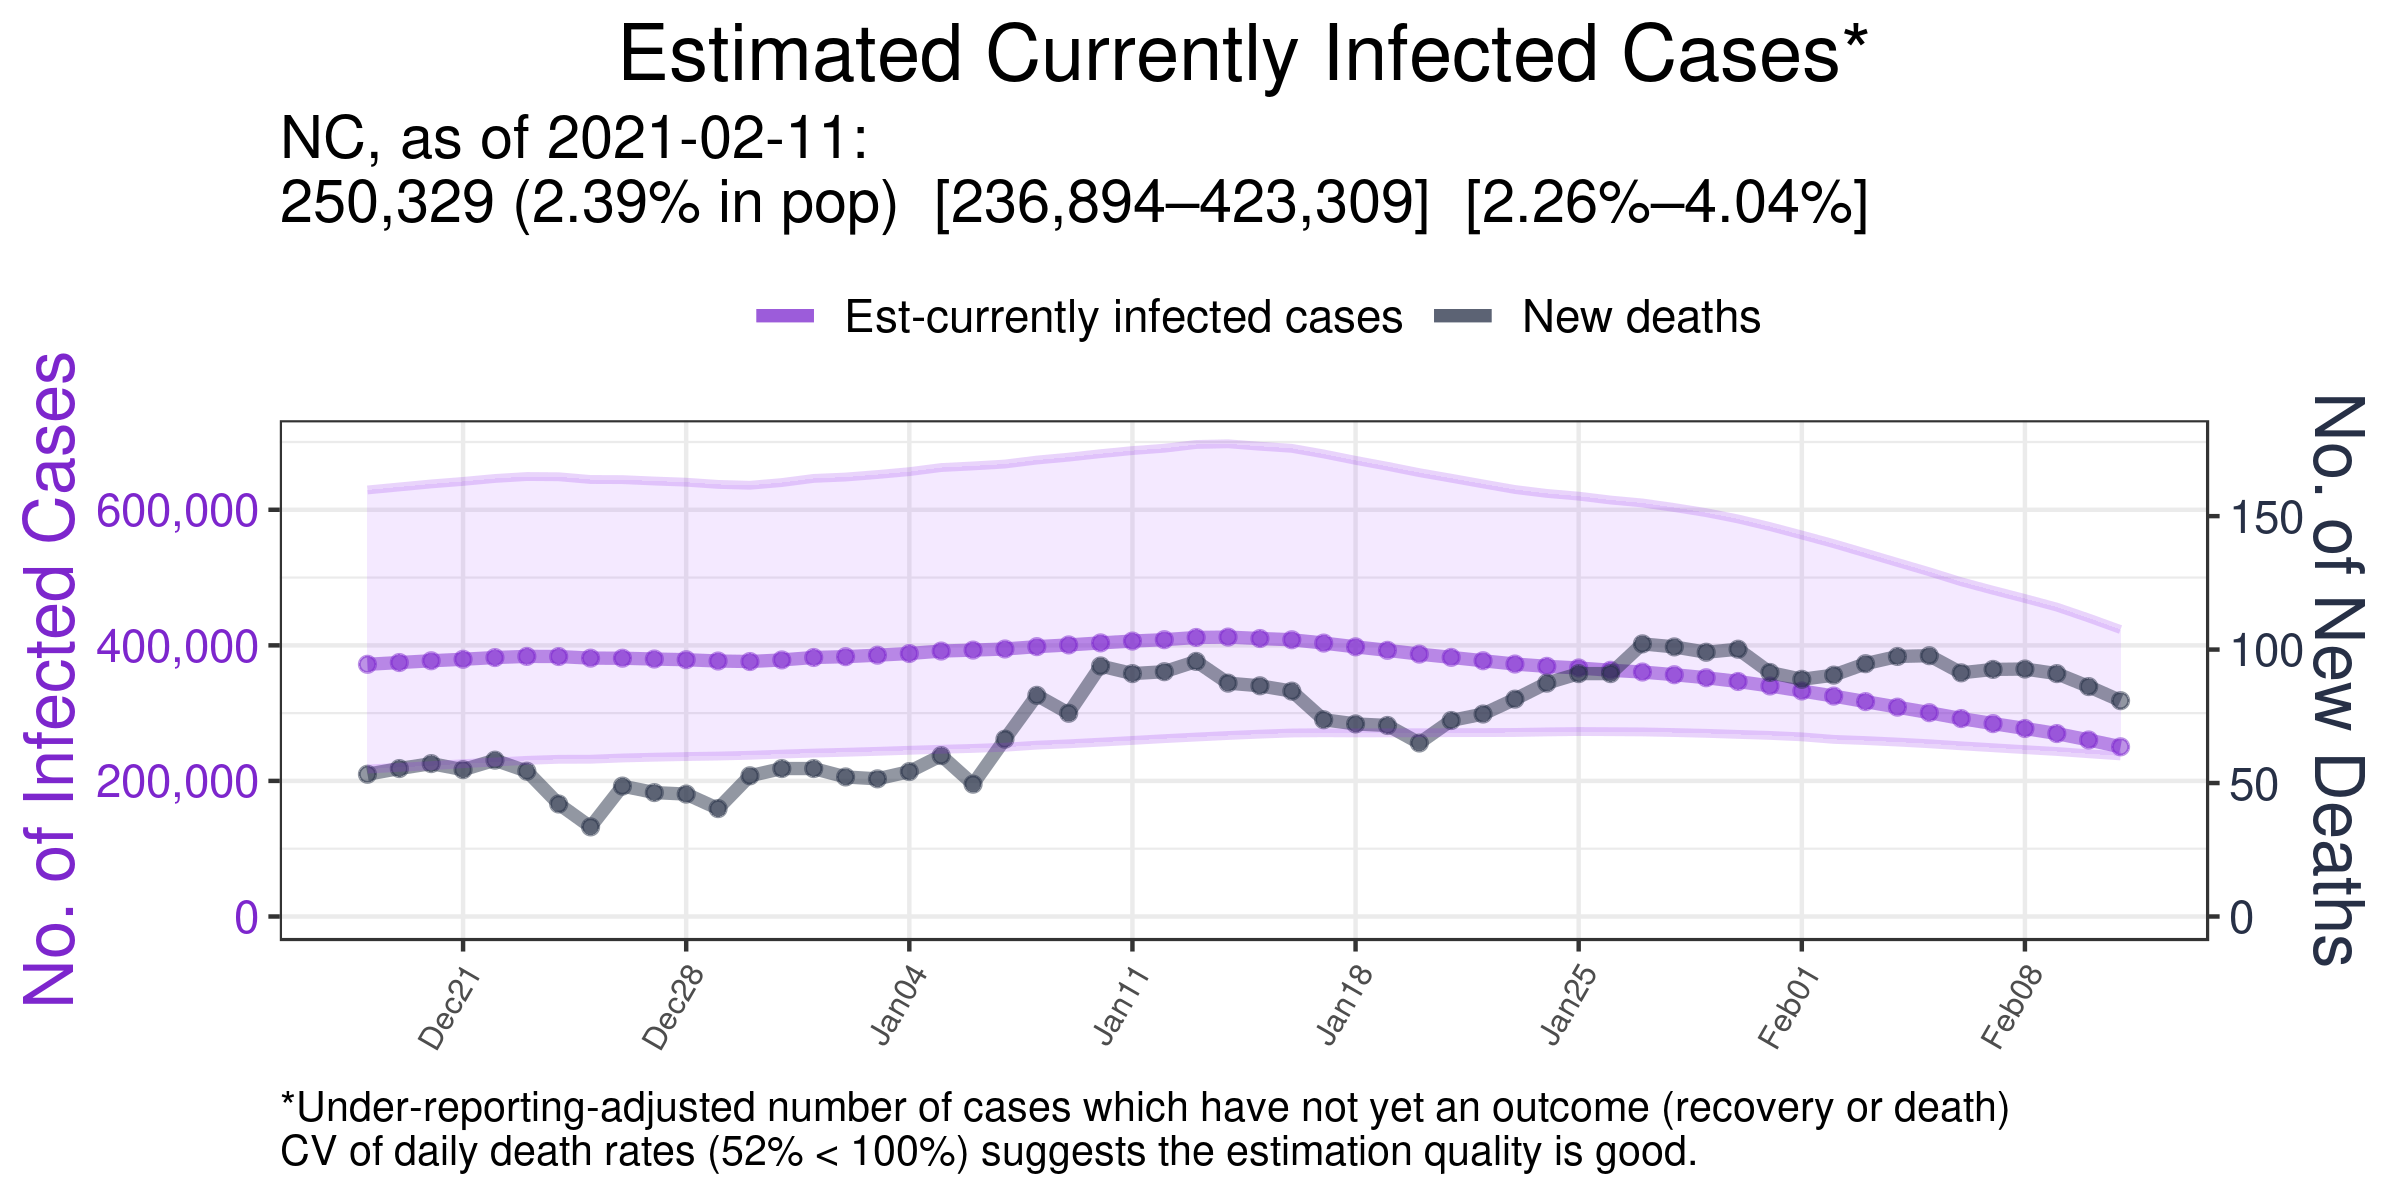 Estimated Currently Infected Cases*
NC, as of 2021-02-11:
250,329 (2.39% in pop) [236,894–423,309] [2.26%–4.04%]
Est-currently infected cases
New deaths
No. of Infected Cases
600,000
400,000
200,000
0
150
100
50
0
No. of New Deaths
Dec21
Dec28
Jan04
Jan11
Jan18
Jan25
Feb01
Feb08
*Under-reporting-adjusted number of cases which have not yet an outcome (recovery or death)
CV of daily death rates (52% < 100%) suggests the estimation quality is good.